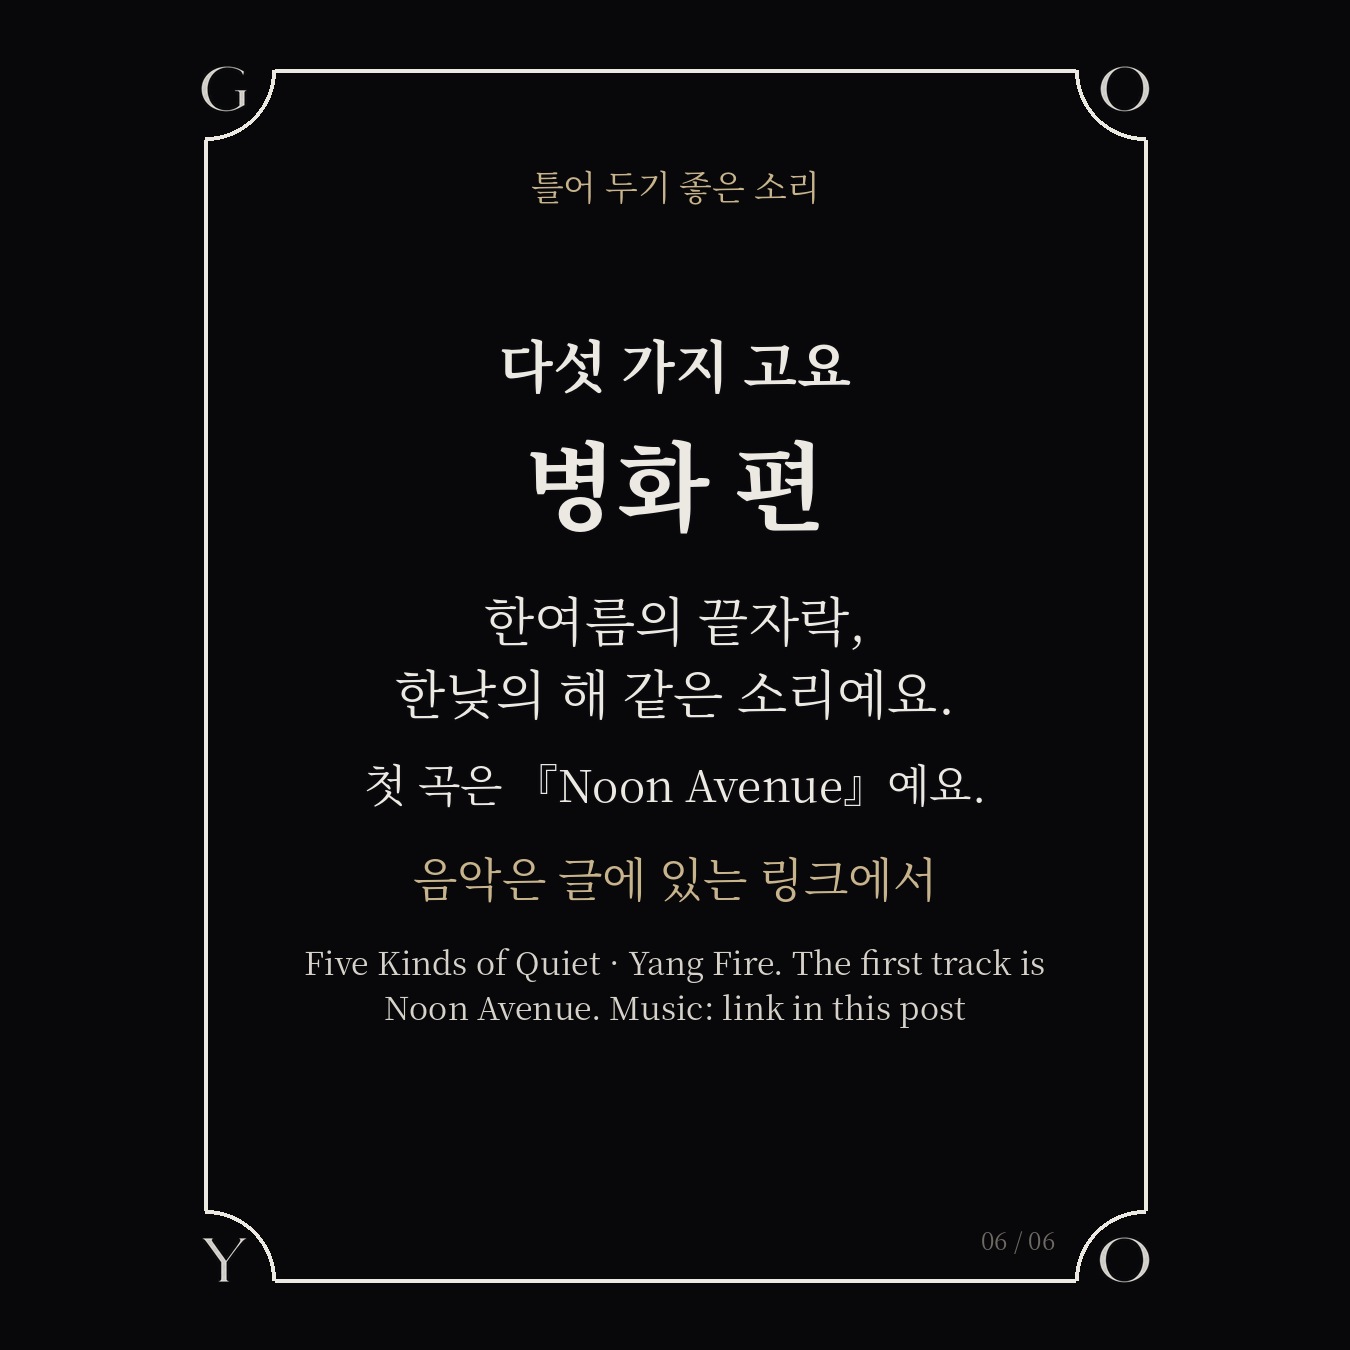 G O
틀어 두기 좋은 소리
다섯 가지 고요
병화 편
한여름의 끝자락,
한낮의 해 같은 소리예요.
첫 곡은 『Noon Avenue』예요.
음악은 글에 있는 링크에서
Five Kinds of Quiet · Yang Fire. The first track is
Noon Avenue. Music: link in this post
06 / 06
Y O